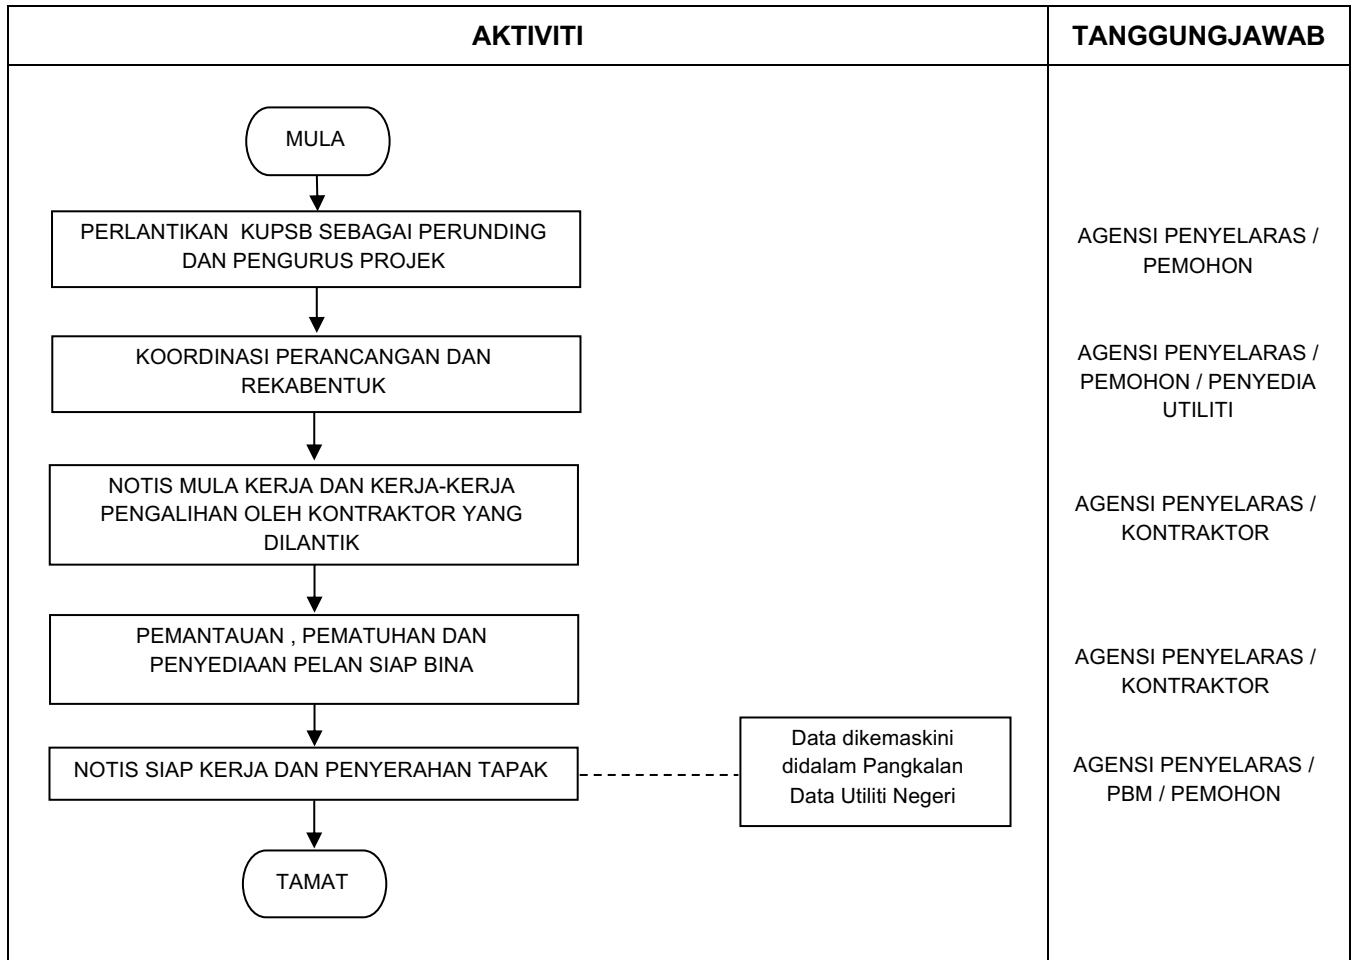 AKTIVITI
TANGGUNGJAWAB
MULA
PERLANTIKAN KUPSB SEBAGAI PERUNDING
DAN PENGURUS PROJEK
AGENSI PENYELARAS /
PEMOHON
KOORDINASI PERANCANGAN DAN
REKABENTUK
AGENSI PENYELARAS /
PEMOHON / PENYEDIA
UTILITI
NOTIS MULA KERJA DAN KERJA-KERJA
PENGALIHAN OLEH KONTRAKTOR YANG
DILANTIK
AGENSI PENYELARAS /
KONTRAKTOR
PEMANTAUAN , PEMATUHAN DAN
PENYEDIAAN PELAN SIAP BINA
AGENSI PENYELARAS /
KONTRAKTOR
NOTIS SIAP KERJA DAN PENYERAHAN TAPAK
Data dikemaskini
didalam Pangkalan
Data Utiliti Negeri
AGENSI PENYELARAS /
PBM / PEMOHON
TAMAT